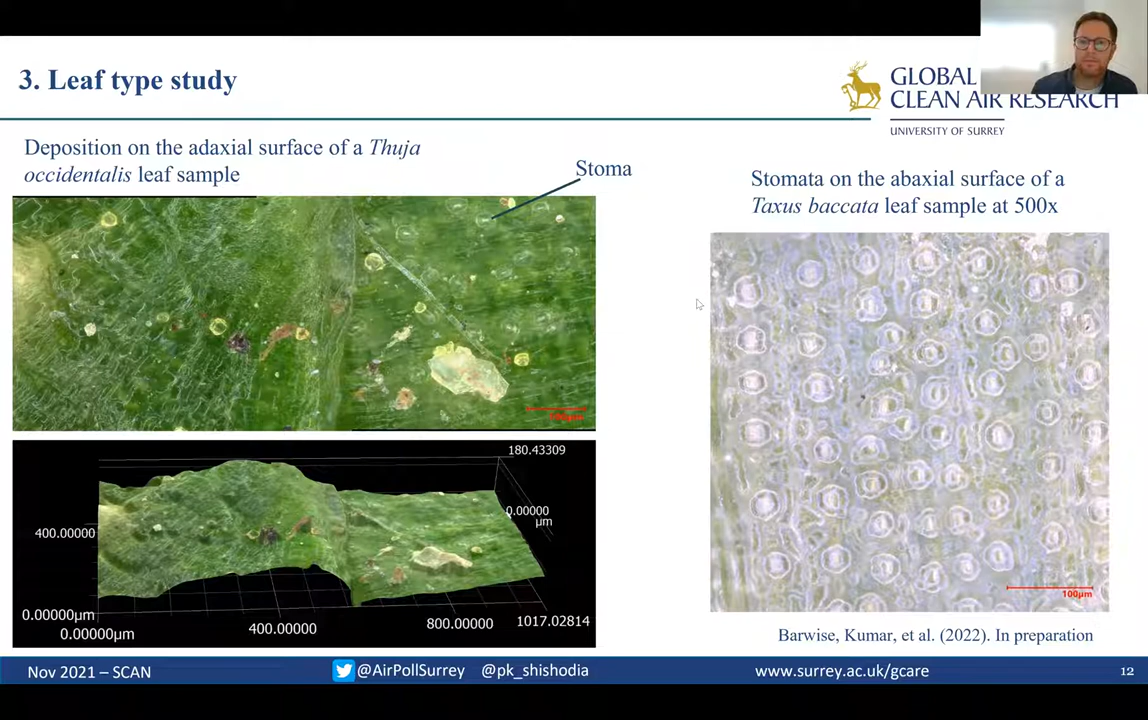 3. Leaf type study
GLOBAL
CLEAN AIR RESEARCH
UNIVERSITY OF SURREY
Deposition on the adaxial surface of a Thuja
occidentalis leaf sample
Stoma
Stomata on the abaxial surface of a
Taxus baccata leaf sample at 500x
180.43309
0.00000
µm
400.00000
0.00000µm
0.00000µm
400.00000
800.00000
1017.02814
100µm
Barwise, Kumar, et al. (2022). In preparation
Nov 2021 – SCAN
@AirPollSurrey @pk_shishodia
www.surrey.ac.uk/gcare
12